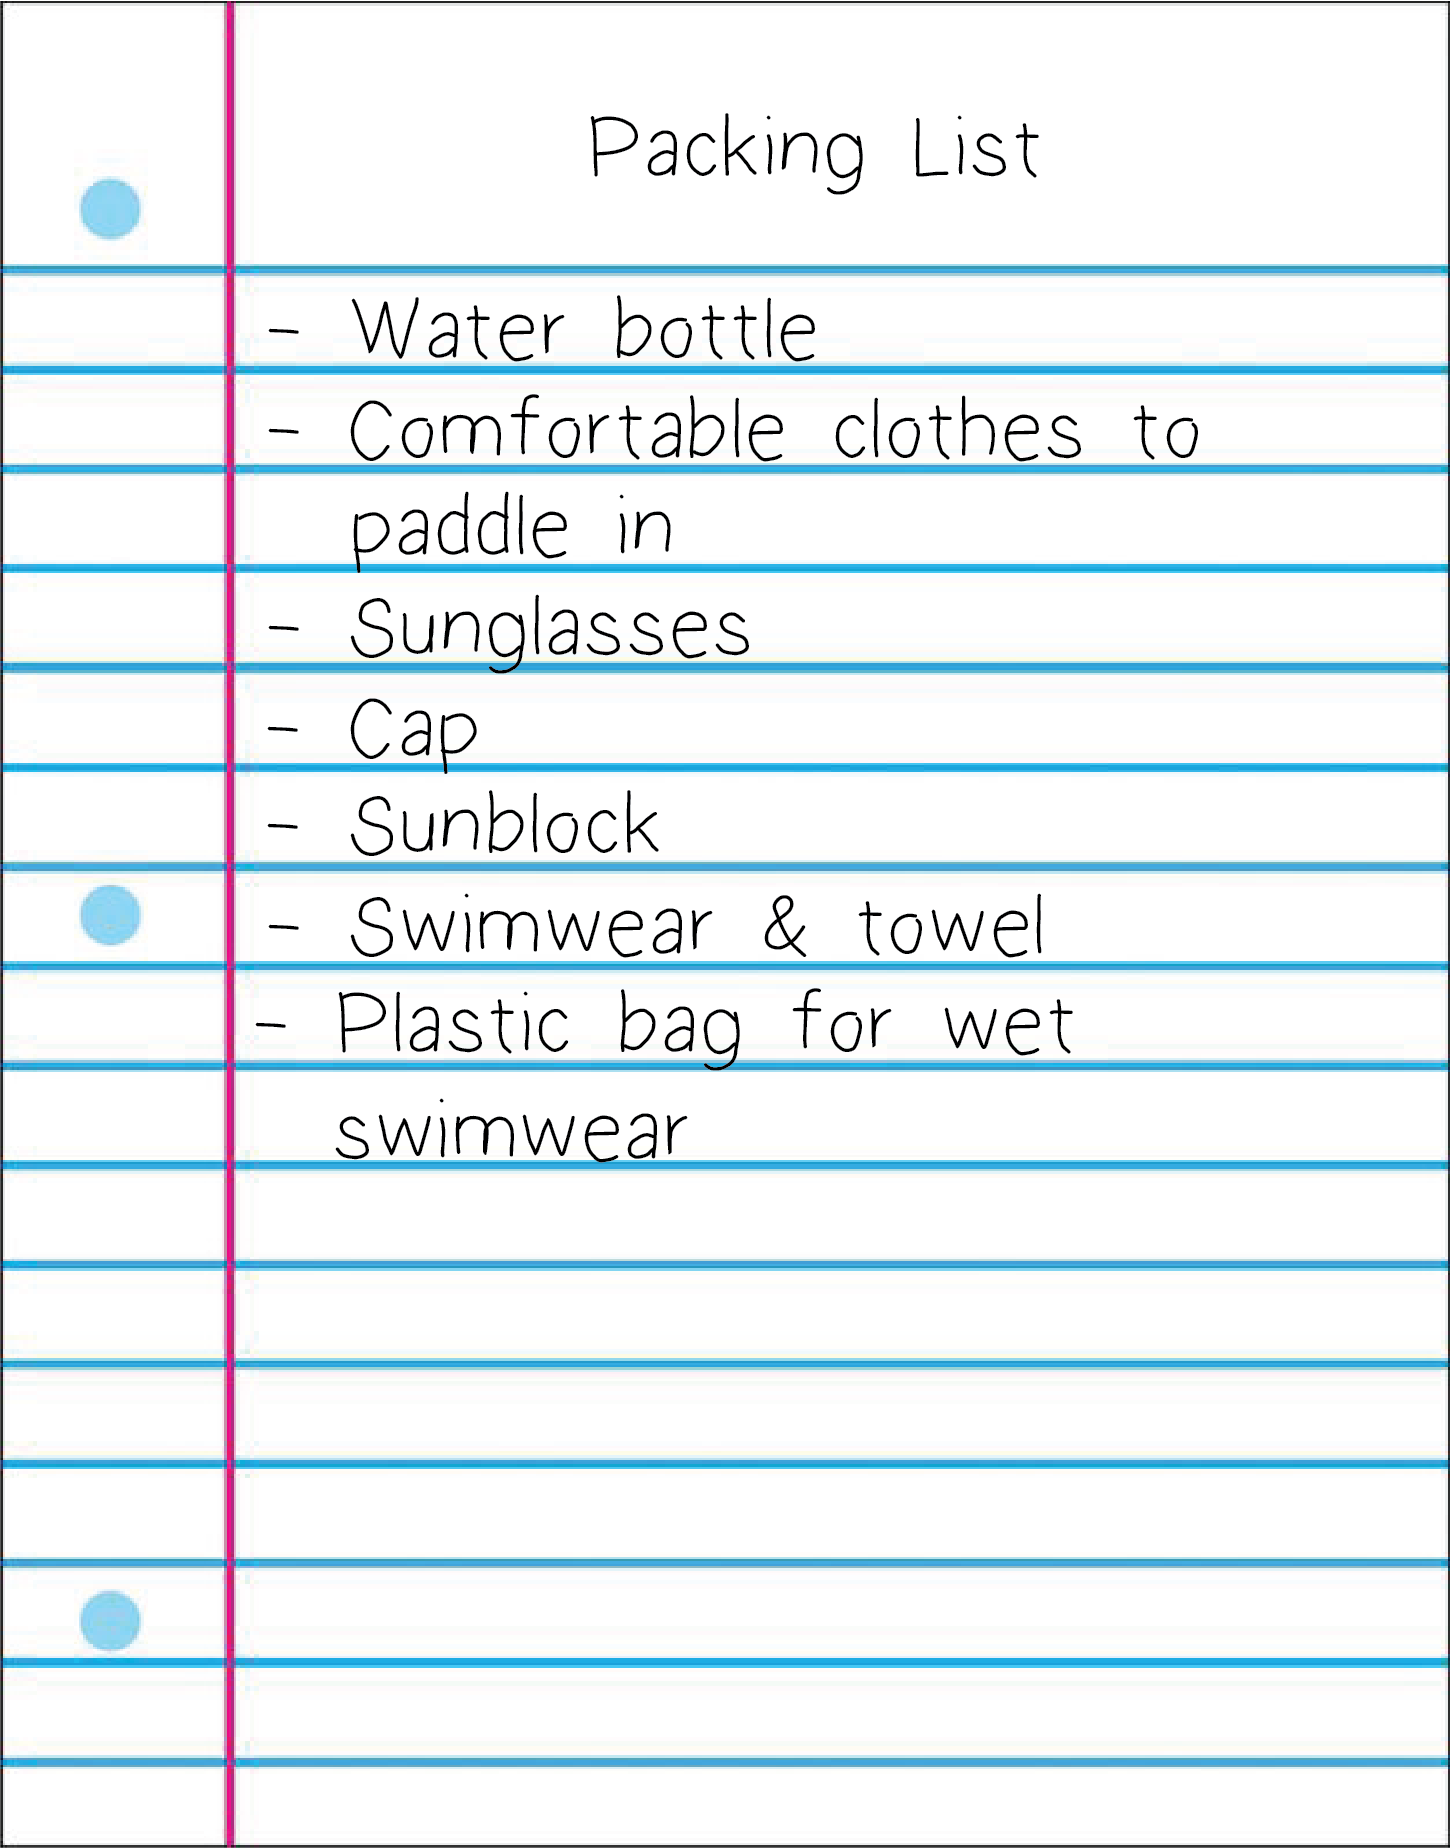 Packing List
- Water bottle
- Comfortable clothes to
paddle in
- Sunglasses
- Cap
- Sunblock
- Swimwear & towel
- Plastic bag for wet
swimwear